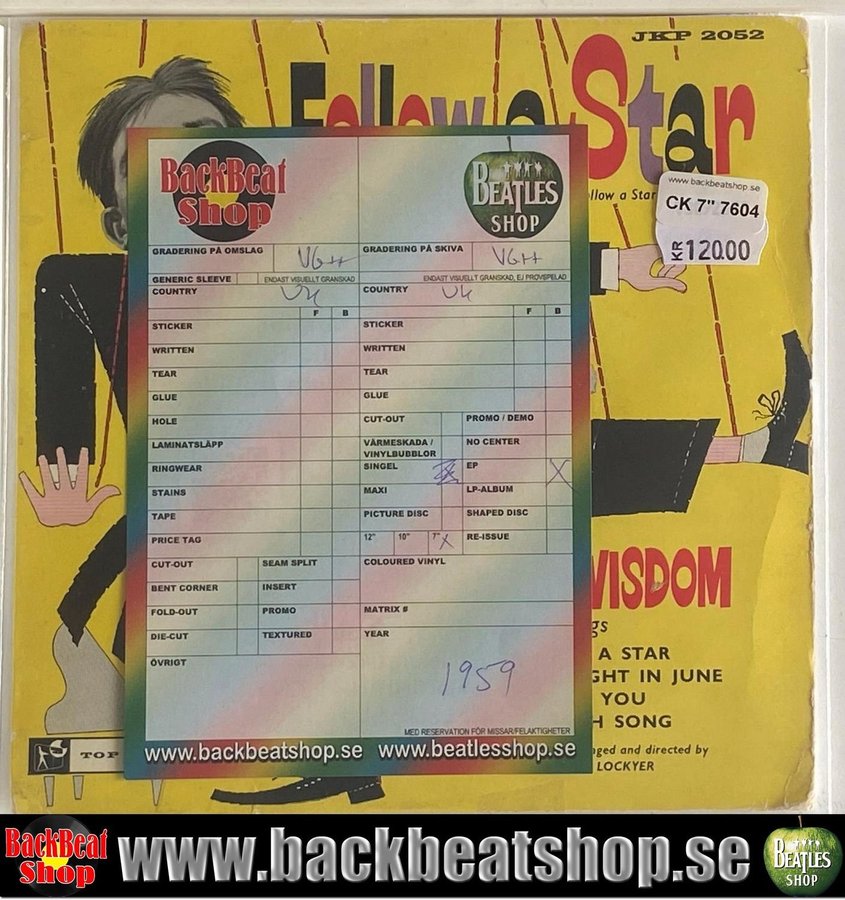 JKP 2052
Follow a Star
ollow a Star
www.backbeatshop.se
CK 7" 7604
KR 120.00
BackBeat
Shop
BEATLES
SHOP
GRADERING PÅ OMSLAG VG++ GRADERING PÅ SKIVA VG++
GENERIC SLEEVE ENDAST VISUELLT GRANSKAD ENDAST VISUELLT GRANSKAD, EJ PROVSPELAD
COUNTRY UK COUNTRY UK
F B F B
STICKER STICKER
WRITTEN WRITTEN
TEAR TEAR
GLUE GLUE
HOLE CUT-OUT PROMO / DEMO
LAMINATSLÄPP VÄRMESKADA / NO CENTER
VINYLBUBBLOR
RINGWEAR SINGEL EP X
STAINS MAXI LP-ALBUM
TAPE PICTURE DISC SHAPED DISC
PRICE TAG 12" 10" 7" X RE-ISSUE
CUT-OUT SEAM SPLIT COLOURED VINYL
BENT CORNER INSERT
FOLD-OUT PROMO MATRIX #
DIE-CUT TEXTURED YEAR
ÖVRIGT
1959
MED RESERVATION FÖR MISSAR/FELAKTIGHETER
www.backbeatshop.se www.beatlesshop.se
WISDOM
gs
A STAR
GHT IN JUNE
YOU
H SONG
nged and directed by
LOCKYER
TOP
BackBeat
Shop
www.backbeatshop.se
BEATLES
SHOP